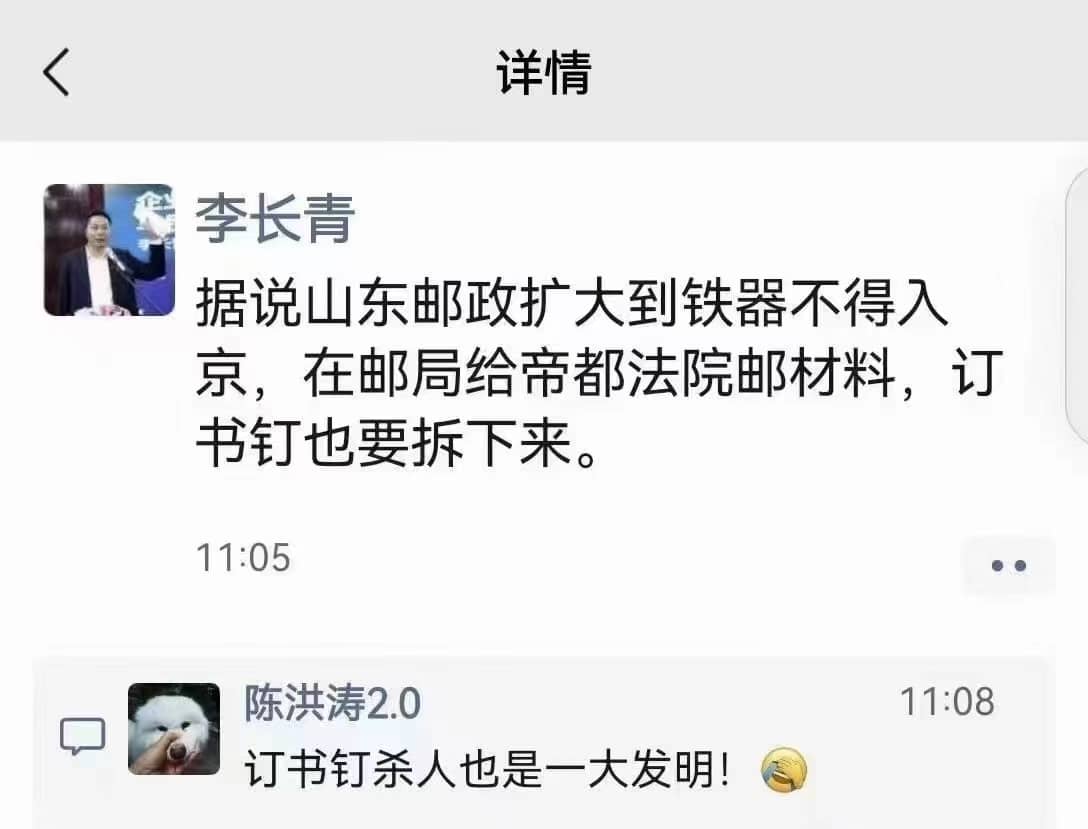 详情
李长青
据说山东邮政扩大到铁器不得入
京，在邮局给帝都法院邮材料，订
书钉也要拆下来。
11:05
陈洪涛2.0
11:08
订书钉杀人也是一大发明！🤦